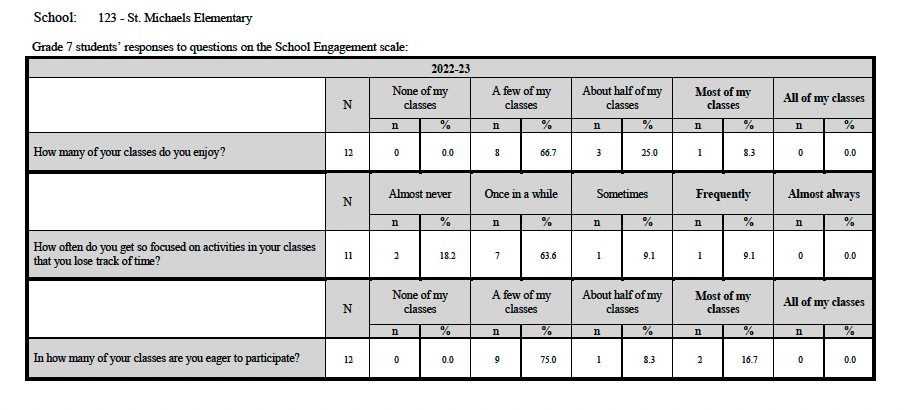 School: 123 - St. Michaels Elementary
Grade 7 students' responses to questions on the School Engagement scale:
2022-23
N None of my classes A few of my classes About half of my classes Most of my classes All of my classes
n % n % n % n % n %
How many of your classes do you enjoy? 12 0 0.0 8 66.7 3 25.0 1 8.3 0 0.0
N Almost never Once in a while Sometimes Frequently Almost always
n % n % n % n % n %
How often do you get so focused on activities in your classes
that you lose track of time? 11 2 18.2 7 63.6 1 9.1 1 9.1 0 0.0
N None of my classes A few of my classes About half of my classes Most of my classes All of my classes
n % n % n % n % n %
In how many of your classes are you eager to participate? 12 0 0.0 9 75.0 1 8.3 2 16.7 0 0.0